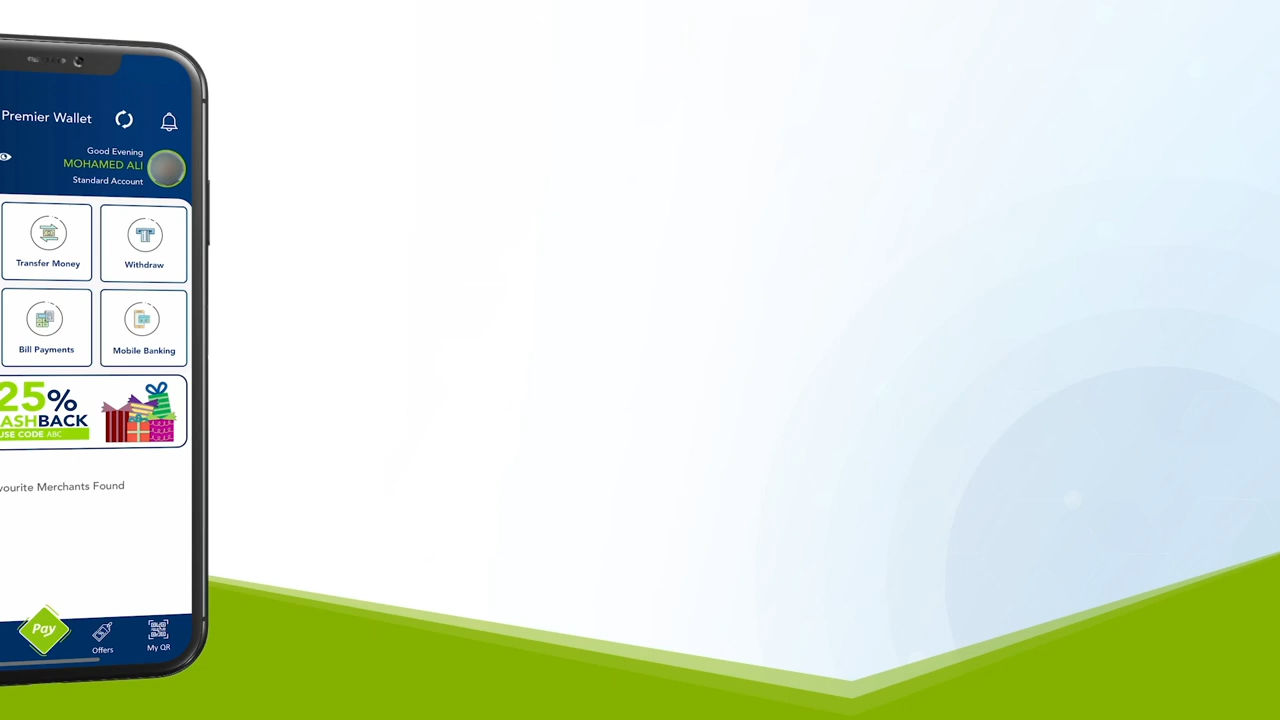 Premier Wallet
Good Evening
MOHAMED ALI
Standard Account
Transfer Money
Withdraw
Bill Payments
Mobile Banking
25%
ASHBACK
USE CODE ABC
vourite Merchants Found
Pay
Offers
My QR